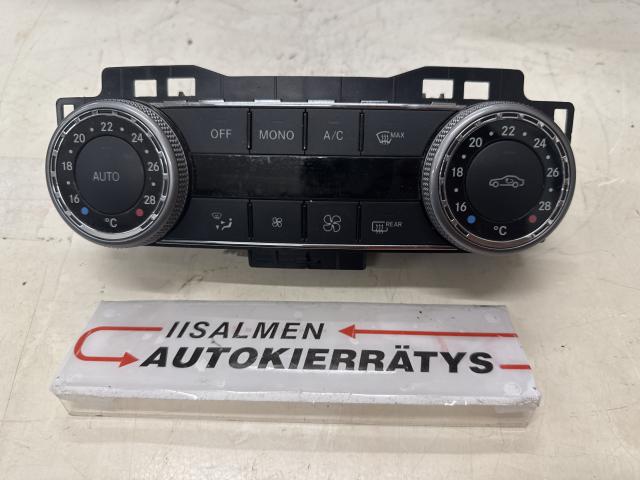 OFF MONO A/C MAX
22
20 24
18 AUTO 26
16 28
°C
22
20 24
18 26
16 28
°C
REAR
IISALMEN
AUTOKIERRÄTYS